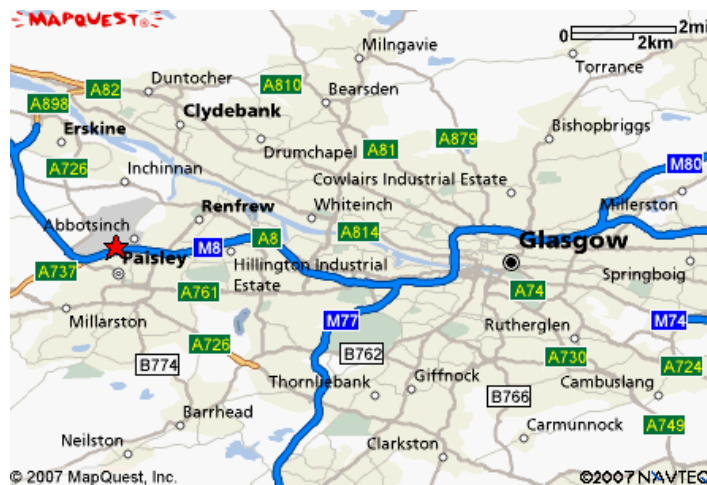 MAPQUEST®
0 2mi
2km
Milngavie
Torrance
A82
Duntocher
A810
A898
Clydebank
Bearsden
Erskine
A879
Bishopbriggs
Drumchapel
A81
A726
Inchinnan
Cowlairs Industrial Estate
M80
Renfrew
Whiteinch
Millerston
Abbotsinch
A8
A814
Glasgow
M8
Paisley
Hillington Industrial
Estate
A737
Springboig
A761
A74
Millarston
M77
Rutherglen
M74
A726
B774
B762
A730
A724
Thornliebank
Giffnock
Cambuslang
B766
Barrhead
Carmunnock
A749
Neilston
Clarkston
© 2007 MapQuest, Inc.
©2007 NAVTEQ